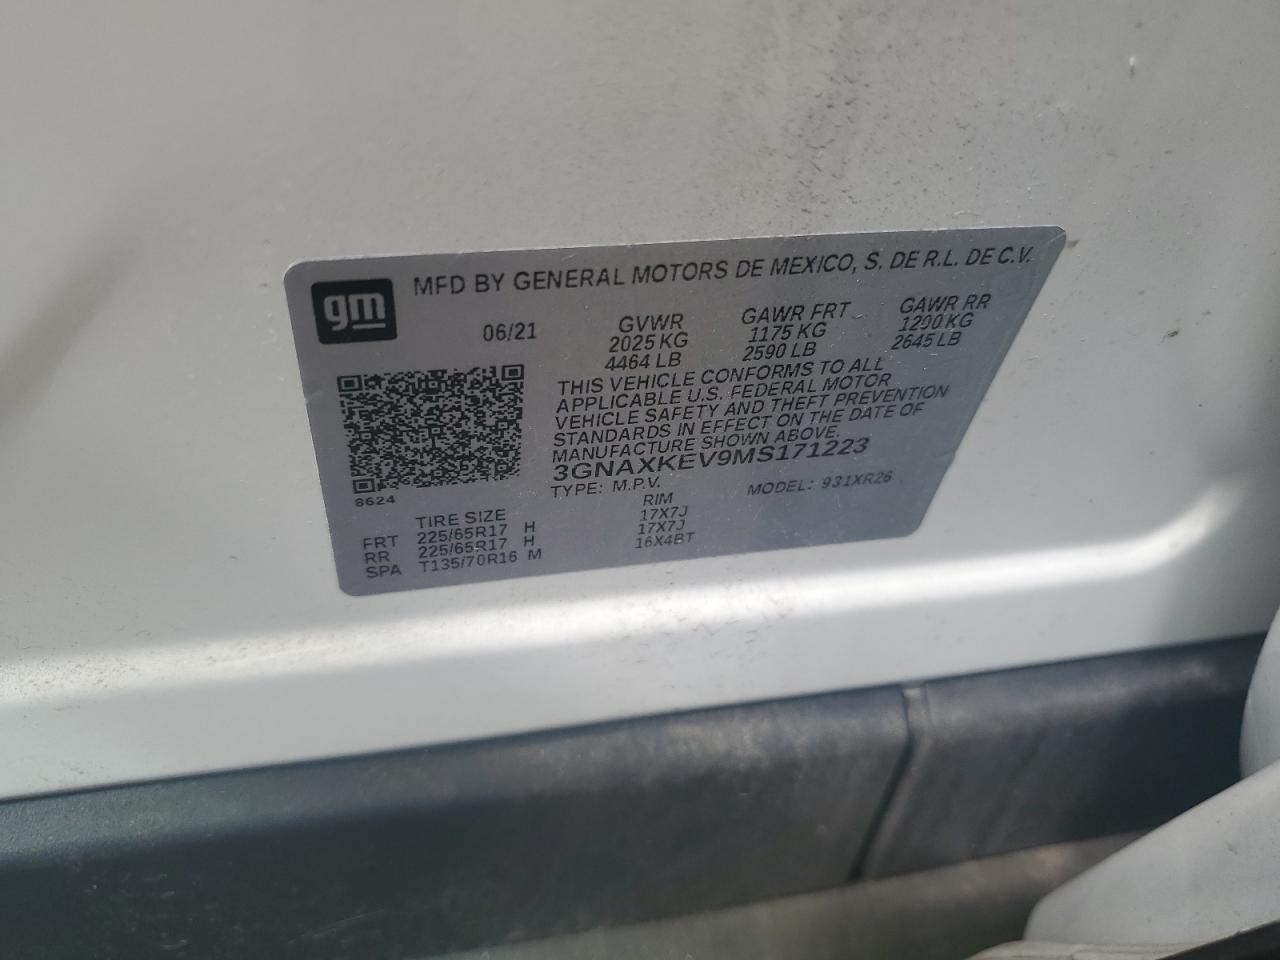 gm
MFD BY GENERAL MOTORS DE MEXICO, S. DE R.L. DE C.V.
06/21 GVWR GAWR FRT GAWR RR
2025 KG 1175 KG 1200 KG
4464 LB 2590 LB 2645 LB
THIS VEHICLE CONFORMS TO ALL
APPLICABLE U.S. FEDERAL MOTOR
VEHICLE SAFETY AND THEFT PREVENTION
STANDARDS IN EFFECT ON THE DATE OF
MANUFACTURE SHOWN ABOVE.
3GNAXKEV9MS171223
TYPE: M.P.V. MODEL: 931XR26
8624
TIRE SIZE RIM
FRT 225/65R17 H 17X7J
RR 225/65R17 H 17X7J
SPA T135/70R16 M 16X4BT